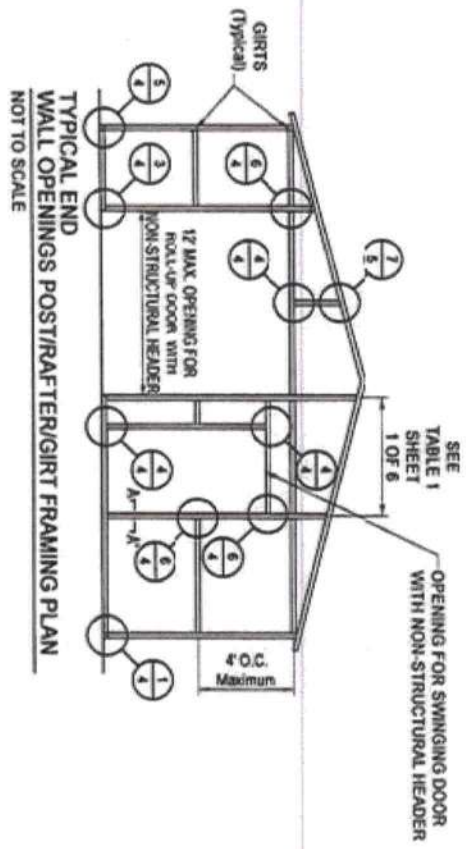 SEE
TABLE 1
SHEET
1 OF 6
OPENING FOR SWINGING DOOR
WITH NON-STRUCTURAL HEADER
GIRTS
(Typical)
7
5
6
4
4
4
4
4
3
4
12' MAX. OPENING FOR
ROLL-UP DOOR WITH
NON-STRUCTURAL HEADER
6
4
4' O.C.
Maximum
5
4
4
4
A
A'
6
4
1
4
TYPICAL END
WALL OPENINGS POST/RAFTER/GIRT FRAMING PLAN
NOT TO SCALE